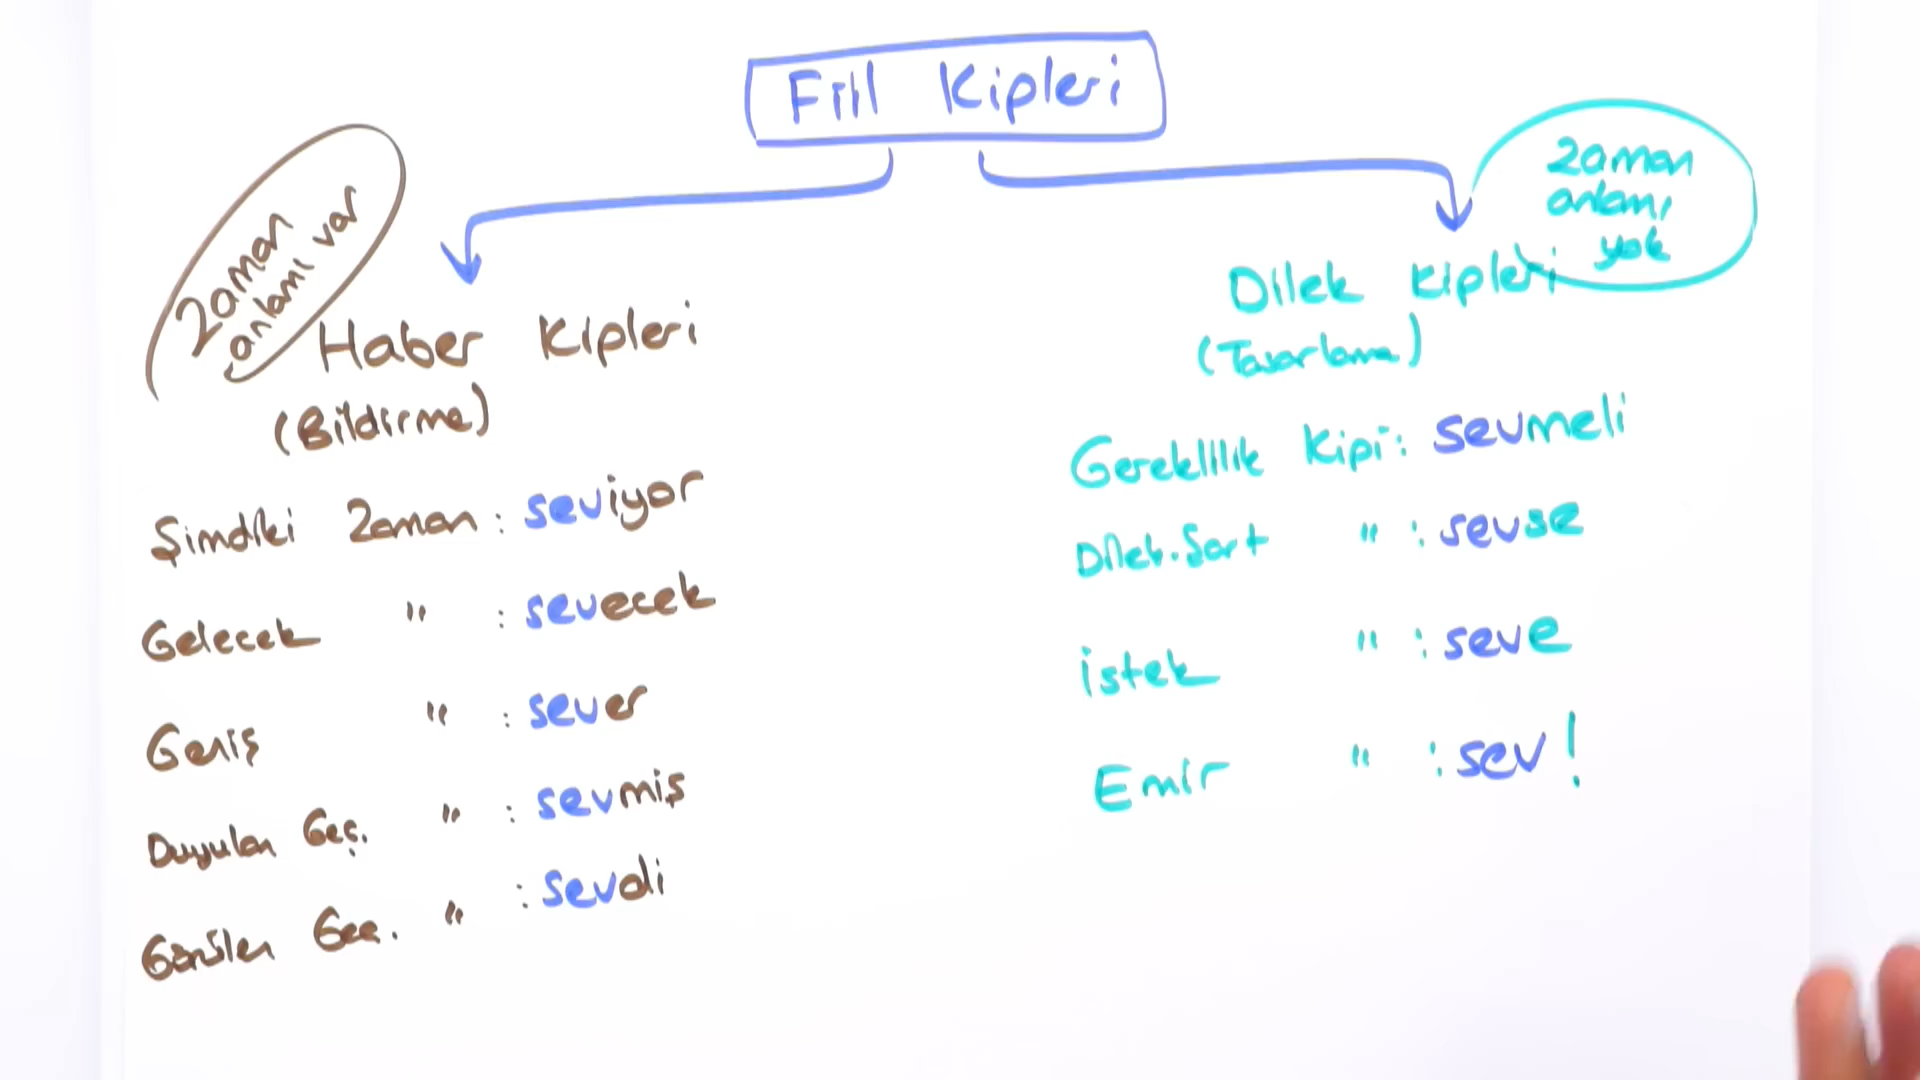 Fiil Kipleri
Zaman
anlamı var
Haber Kipleri
(Bildirme)
Şimdiki Zaman : seviyor
Gelecek " : sevecek
Geniş " : sever
Duyulan Geç. " : sevmiş
Görülen Geç. " : sevdi
Zaman
anlamı
yok
Dilek Kipleri
(Tasarlama)
Gereklilik Kipi : sevmeli
Dilek.Şart " : sevse
İstek " : seve
Emir " : sev!